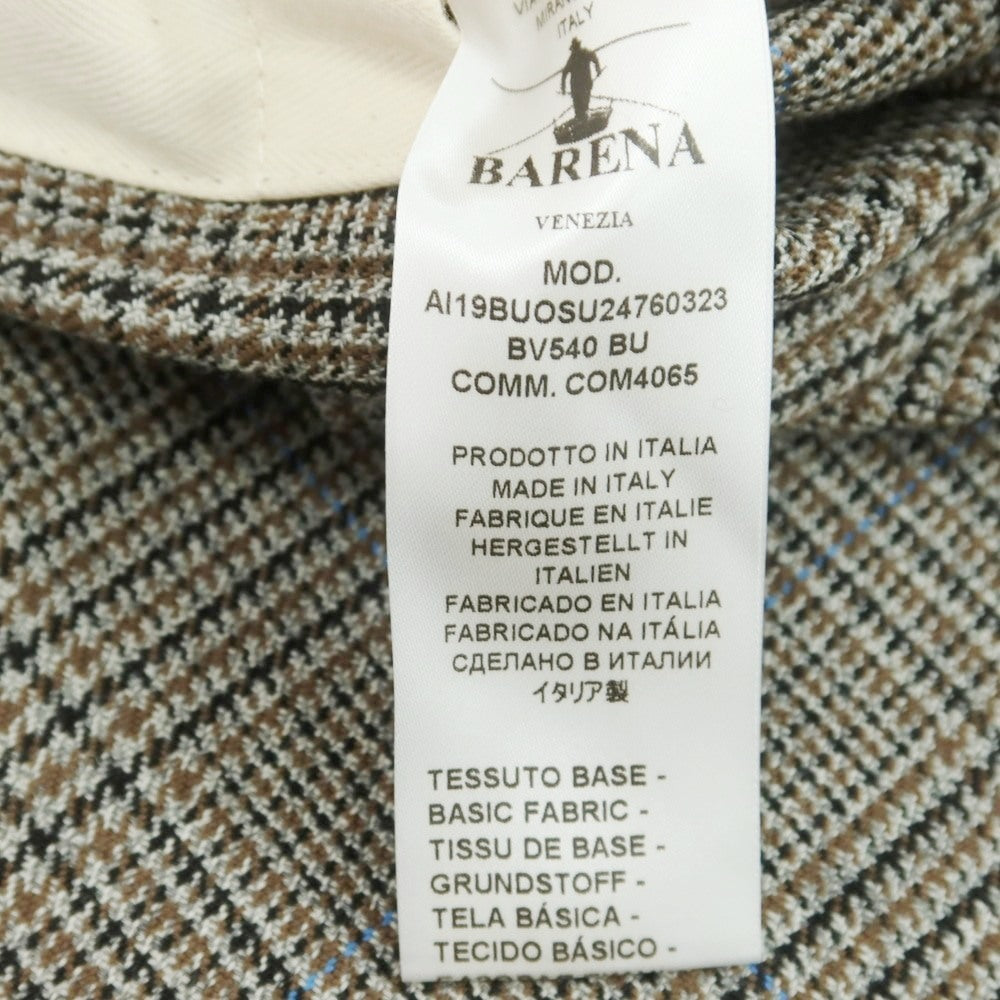 ITALY
BARENA
VENEZIA
MOD.
AI19BUOSU24760323
BV540 BU
COMM. COM4065
PRODOTTO IN ITALIA
MADE IN ITALY
FABRIQUE EN ITALIE
HERGESTELLT IN
ITALIEN
FABRICADO EN ITALIA
FABRICADO NA ITÁLIA
СДЕЛАНО В ИТАЛИИ
イタリア製
TESSUTO BASE -
BASIC FABRIC -
TISSU DE BASE -
GRUNDSTOFF -
TELA BÁSICA -
TECIDO BÁSICO -